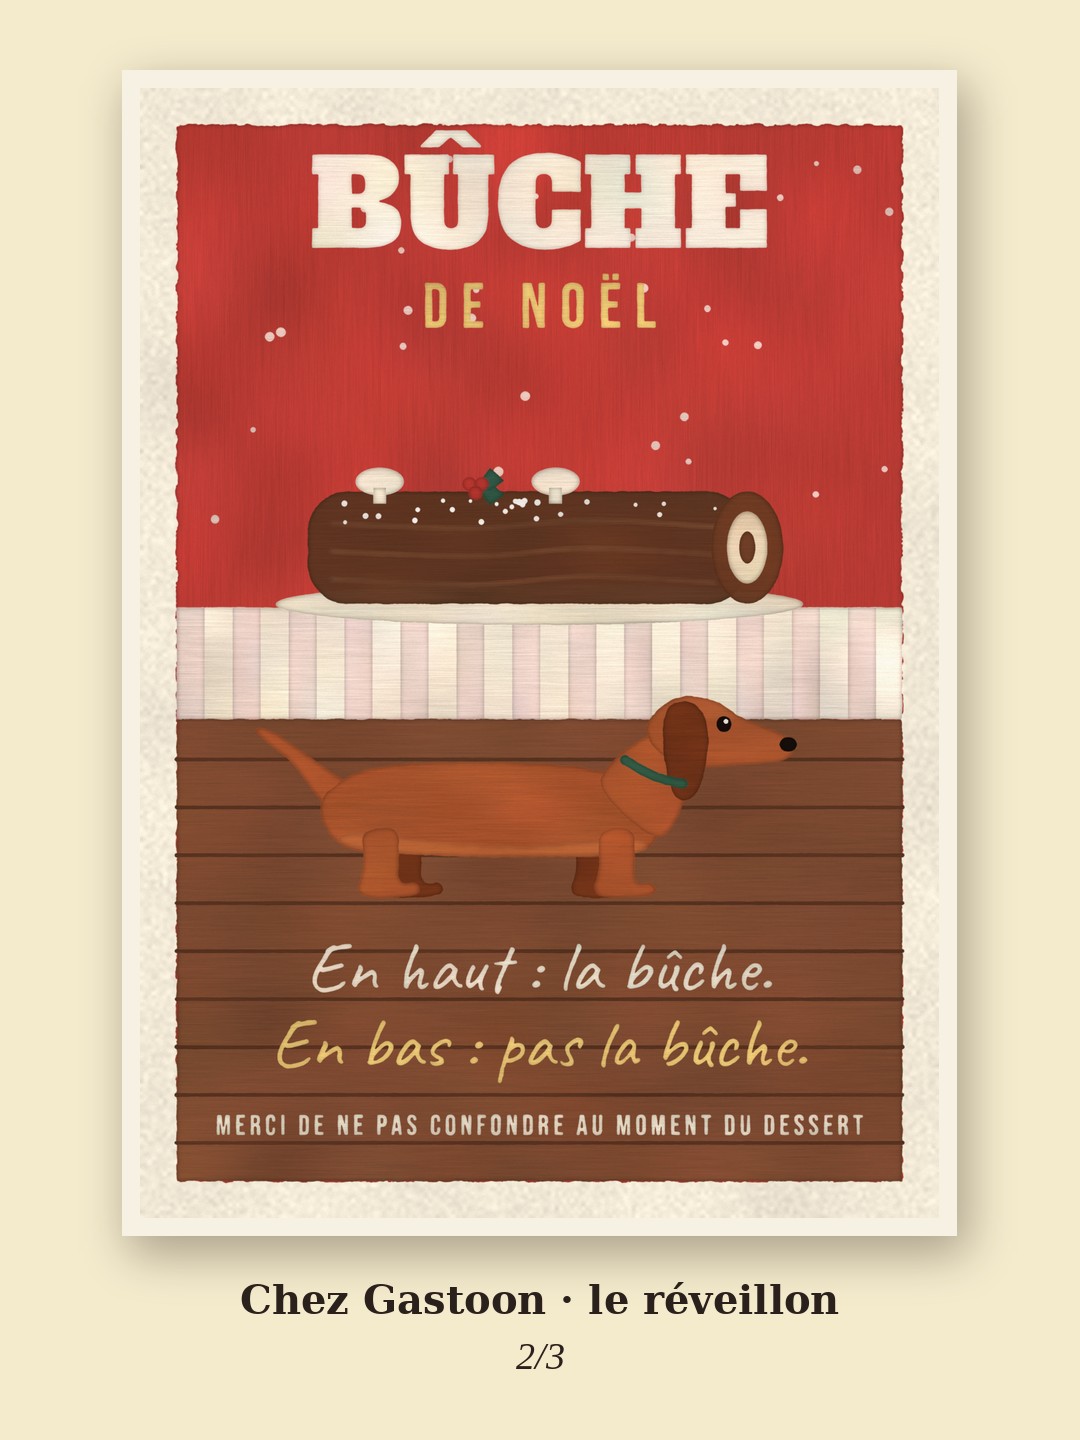 BÛCHE
DE NOËL
En haut : la bûche.
En bas : pas la bûche.
MERCI DE NE PAS CONFONDRE AU MOMENT DU DESSERT
Chez Gastoon · le réveillon
2/3